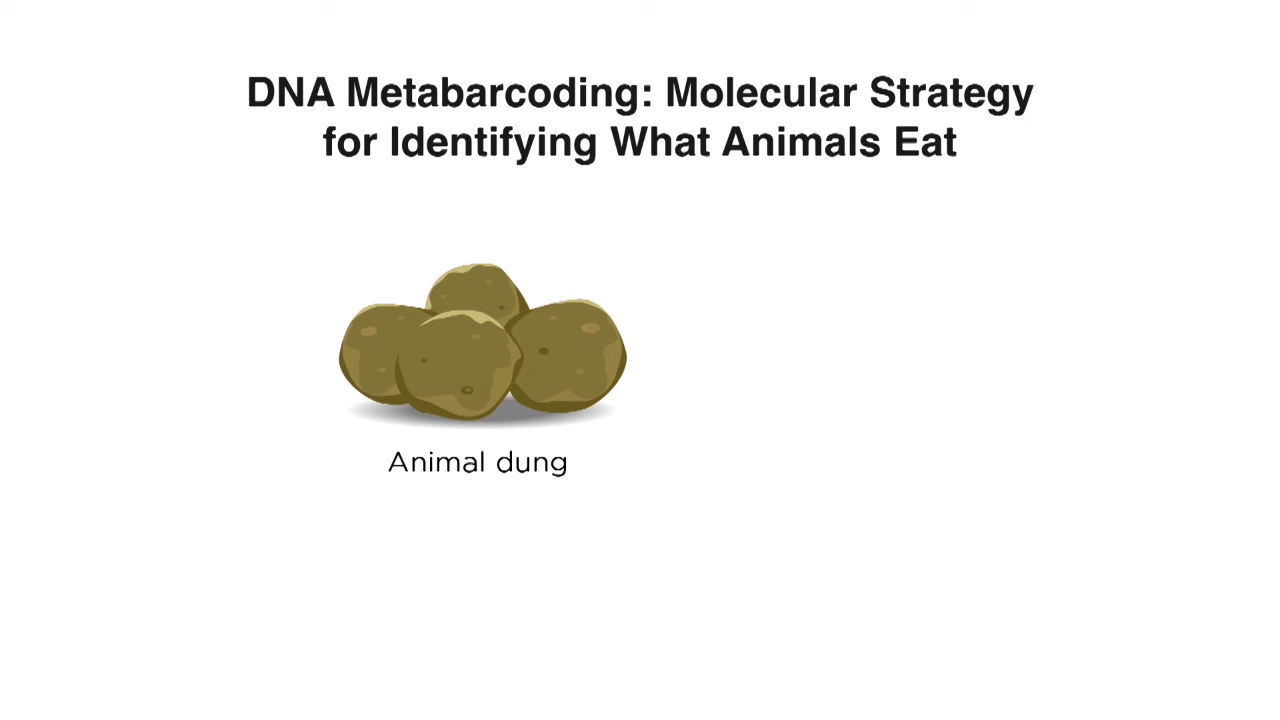 DNA Metabarcoding: Molecular Strategy
for Identifying What Animals Eat
Animal dung